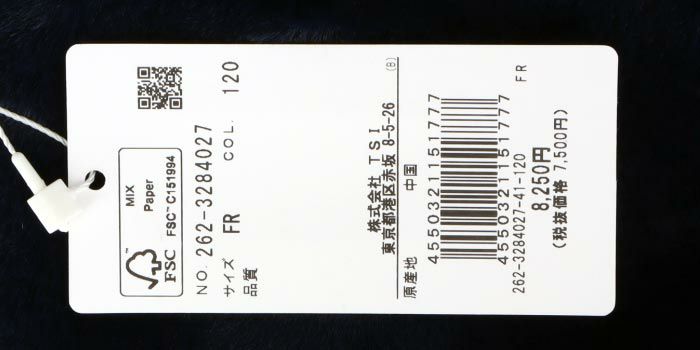 MIX
Paper
FSC™ C151994
FSC
NO. 262-3284027
COL. 120
サイズ FR
品質
(8)
株式会社 TSI
東京都港区赤坂 8-5-26
原産地 中国
4550321151777
4550321151777
FR
262-3284027-41-120
8,250円
(税抜価格 7,500円)